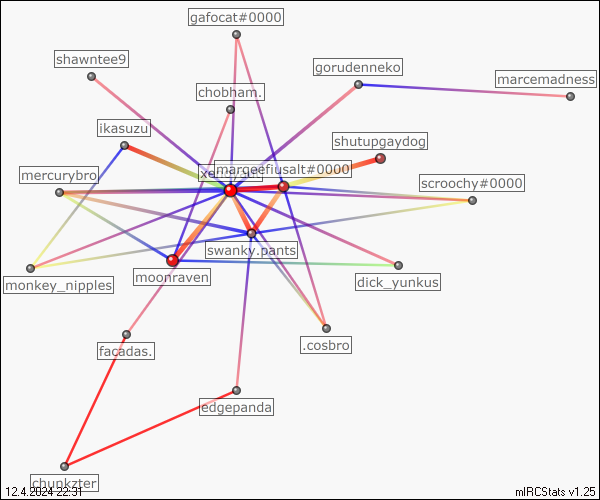 gafocat#0000
shawntee9
gorudenneko
marcemadness
chobham.
ikasuzu
shutupgaydog
margeefiusalt#0000
mercurybro
scroochy#0000
swanky.pants
moonraven
monkey_nipples
dick_yunkus
facadas.
.cosbro
edgepanda
chunkzter
12.4.2024 22:31
mIRCStats v1.25